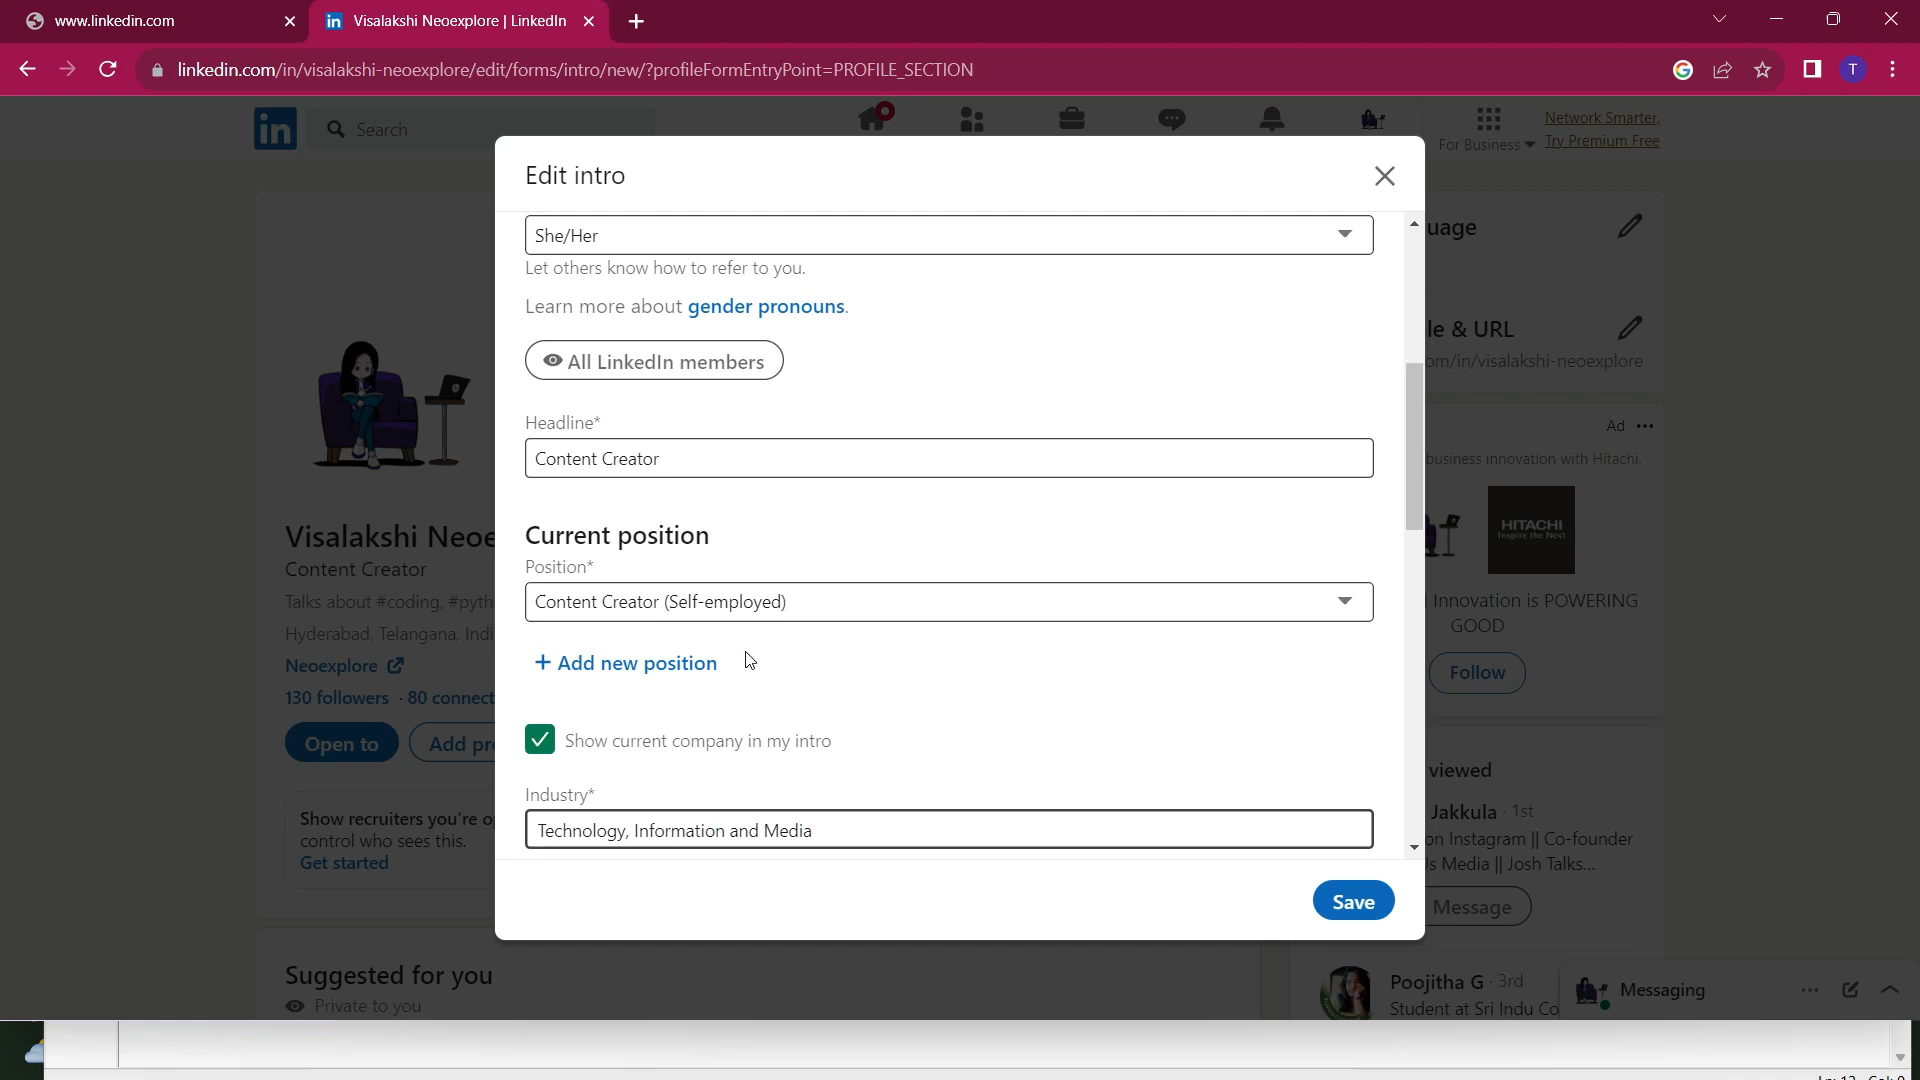 www.linkedin.com
Visalakshi Neoexplore | LinkedIn
linkedin.com/in/visalakshi-neoexplore/edit/forms/intro/new/?profileFormEntryPoint=PROFILE_SECTION
T
in
Search
For Business
Network Smarter,
Try Premium Free
Edit intro
She/Her
Let others know how to refer to you.
Learn more about gender pronouns.
All LinkedIn members
Headline*
Content Creator
Current position
Position*
Content Creator (Self-employed)
+ Add new position
Show current company in my intro
Industry*
Technology, Information and Media
Save
Visalakshi Neoe
Content Creator
Talks about #coding, #pyth
Hyderabad, Telangana, Indi
Neoexplore
130 followers · 80 connect
Open to
Add pr
Show recruiters you're o
control who sees this.
Get started
Suggested for you
Private to you
uage
le & URL
om/in/visalakshi-neoexplore
Ad
business innovation with Hitachi.
HITACHI
Inspire the Next
Innovation is POWERING
GOOD
Follow
viewed
Jakkula · 1st
on Instagram || Co-founder
s Media || Josh Talks...
Message
Poojitha G · 3rd
Student at Sri Indu Co
Messaging